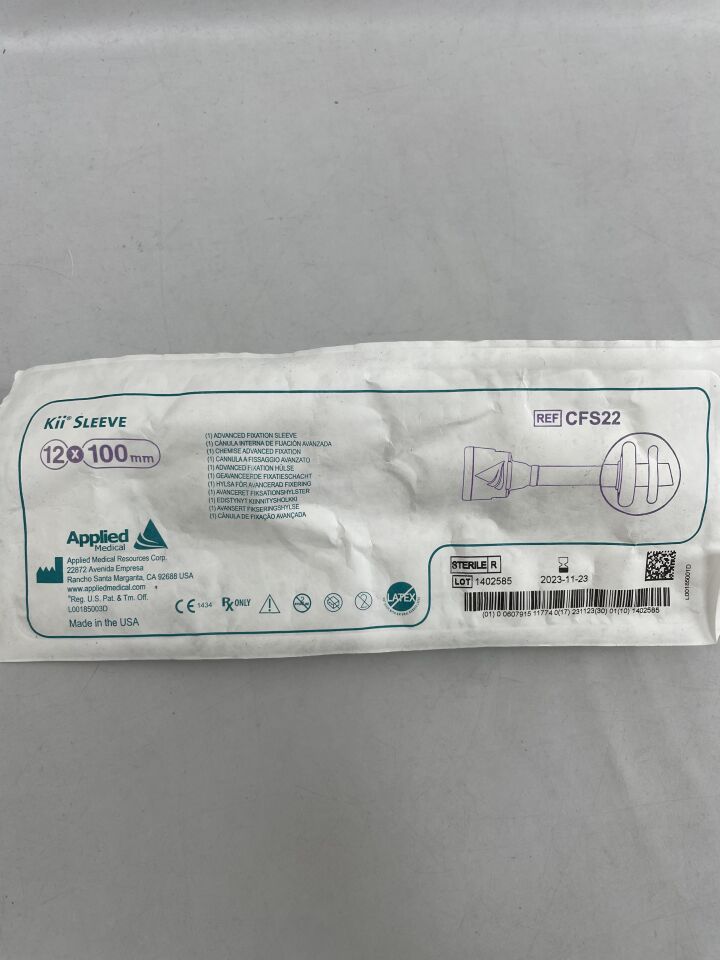 Kii® SLEEVE
12 x 100 mm
(1) ADVANCED FIXATION SLEEVE
(1) CÁNULA INTERNA DE FIJACIÓN AVANZADA
(1) CHEMISE ADVANCED FIXATION
(1) CANNULA A FISSAGGIO AVANZATO
(1) ADVANCED FIXATION HÜLSE
(1) GEAVANCEERDE FIXATIESCHACHT
(1) HYLSA FÖR AVANCERAD FIXERING
(1) AVANCERET FIKSATIONSHYLSTER
(1) EDISTYNYT KIINNITYSHOLKKI
(1) AVANSERT FIKSERINGSHYLSE
(1) CÂNULA DE FIXAÇÃO AVANÇADA
REF CFS22
Applied
Medical
Applied Medical Resources Corp.
22872 Avenida Empresa
Rancho Santa Margarita, CA 92688 USA
www.appliedmedical.com
"Reg. U.S. Pat. & Tm. Off.
L00185003D
Made in the USA
CE 1434 Rx ONLY
2
LATEX
STERILE R
LOT 1402585
2023-11-23
L00185001D
(01) 0 0607915 11774 0(17) 231123(30) 01(10) 1402585